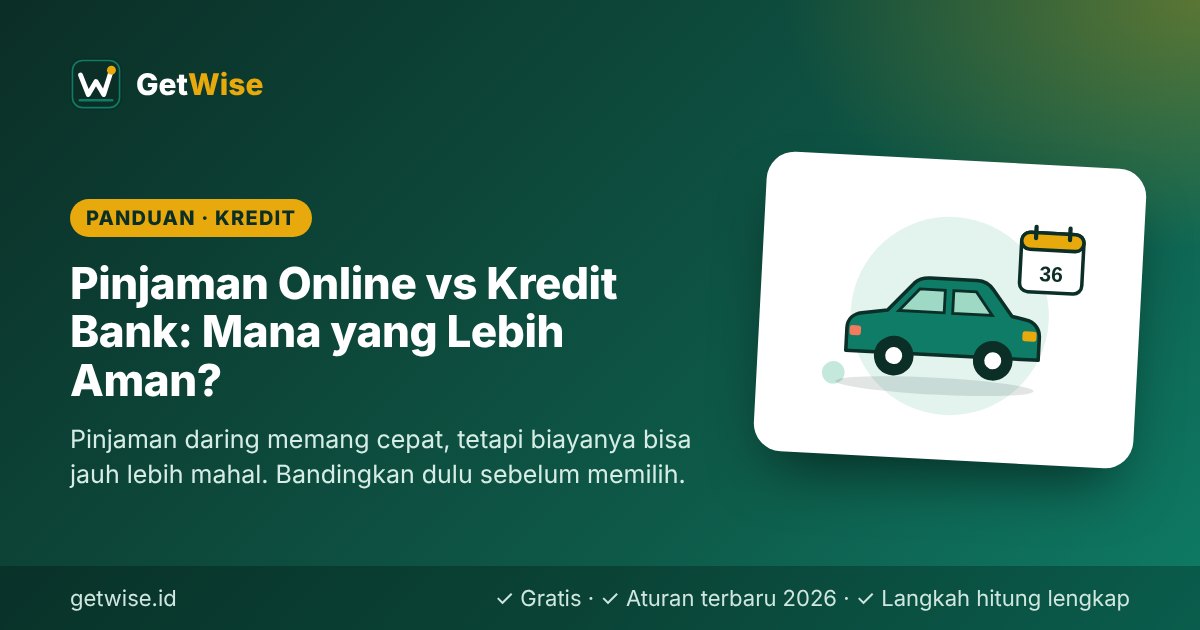 GetWise
PANDUAN · KREDIT
Pinjaman Online vs Kredit
Bank: Mana yang Lebih
Aman?
Pinjaman daring memang cepat, tetapi biayanya bisa
jauh lebih mahal. Bandingkan dulu sebelum memilih.
36
getwise.id
✓ Gratis · ✓ Aturan terbaru 2026 · ✓ Langkah hitung lengkap